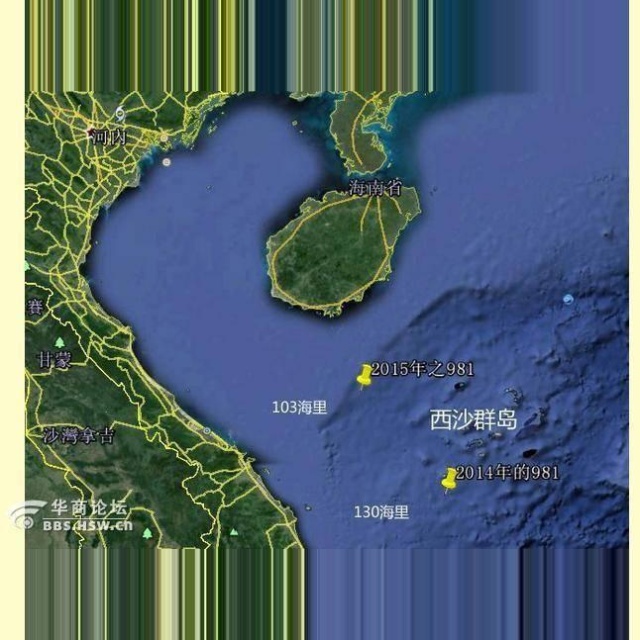 河内
海南省
赛
甘蒙
2015年之981
103海里
西沙群岛
沙灣拿吉
2014年的981
130海里
华商论坛
BBS.HSW.CN